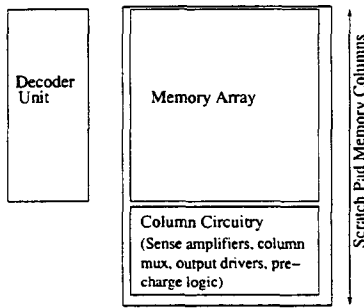 Decoder
Unit
Memory Array
Column Circuitry
(Sense amplifiers, column
mux, output drivers, pre–
charge logic)
Scratch Pad Memory Columns